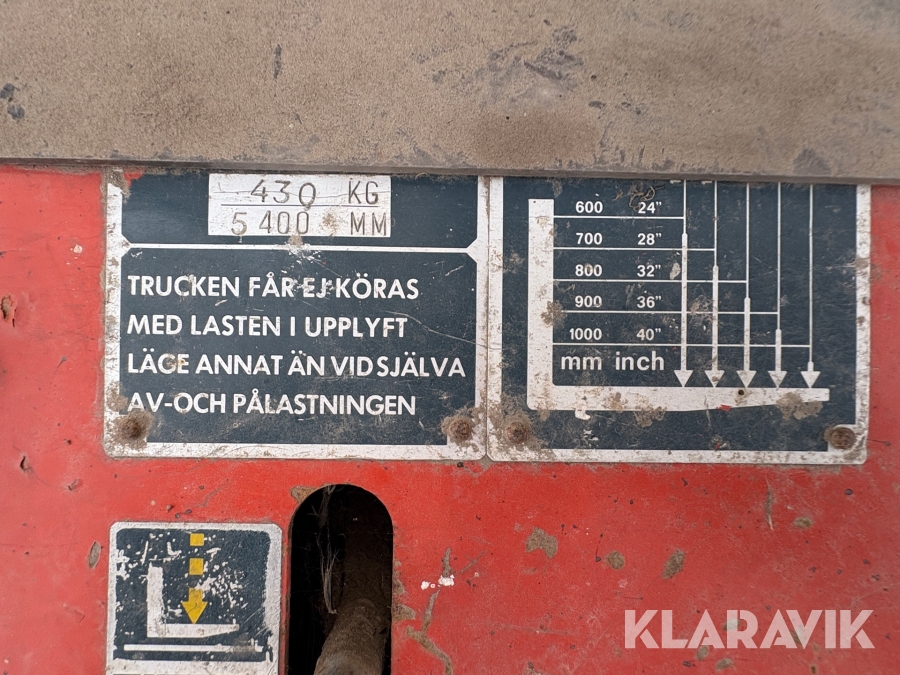 430 KG
5400 MM
TRUCKEN FÅR EJ KÖRAS
MED LASTEN I UPPLYFT
LÄGE ANNAT ÄN VID SJÄLVA
AV-OCH PÅLASTNINGEN
600 24"
700 28"
800 32"
900 36"
1000 40"
mm inch
KLARAVIK